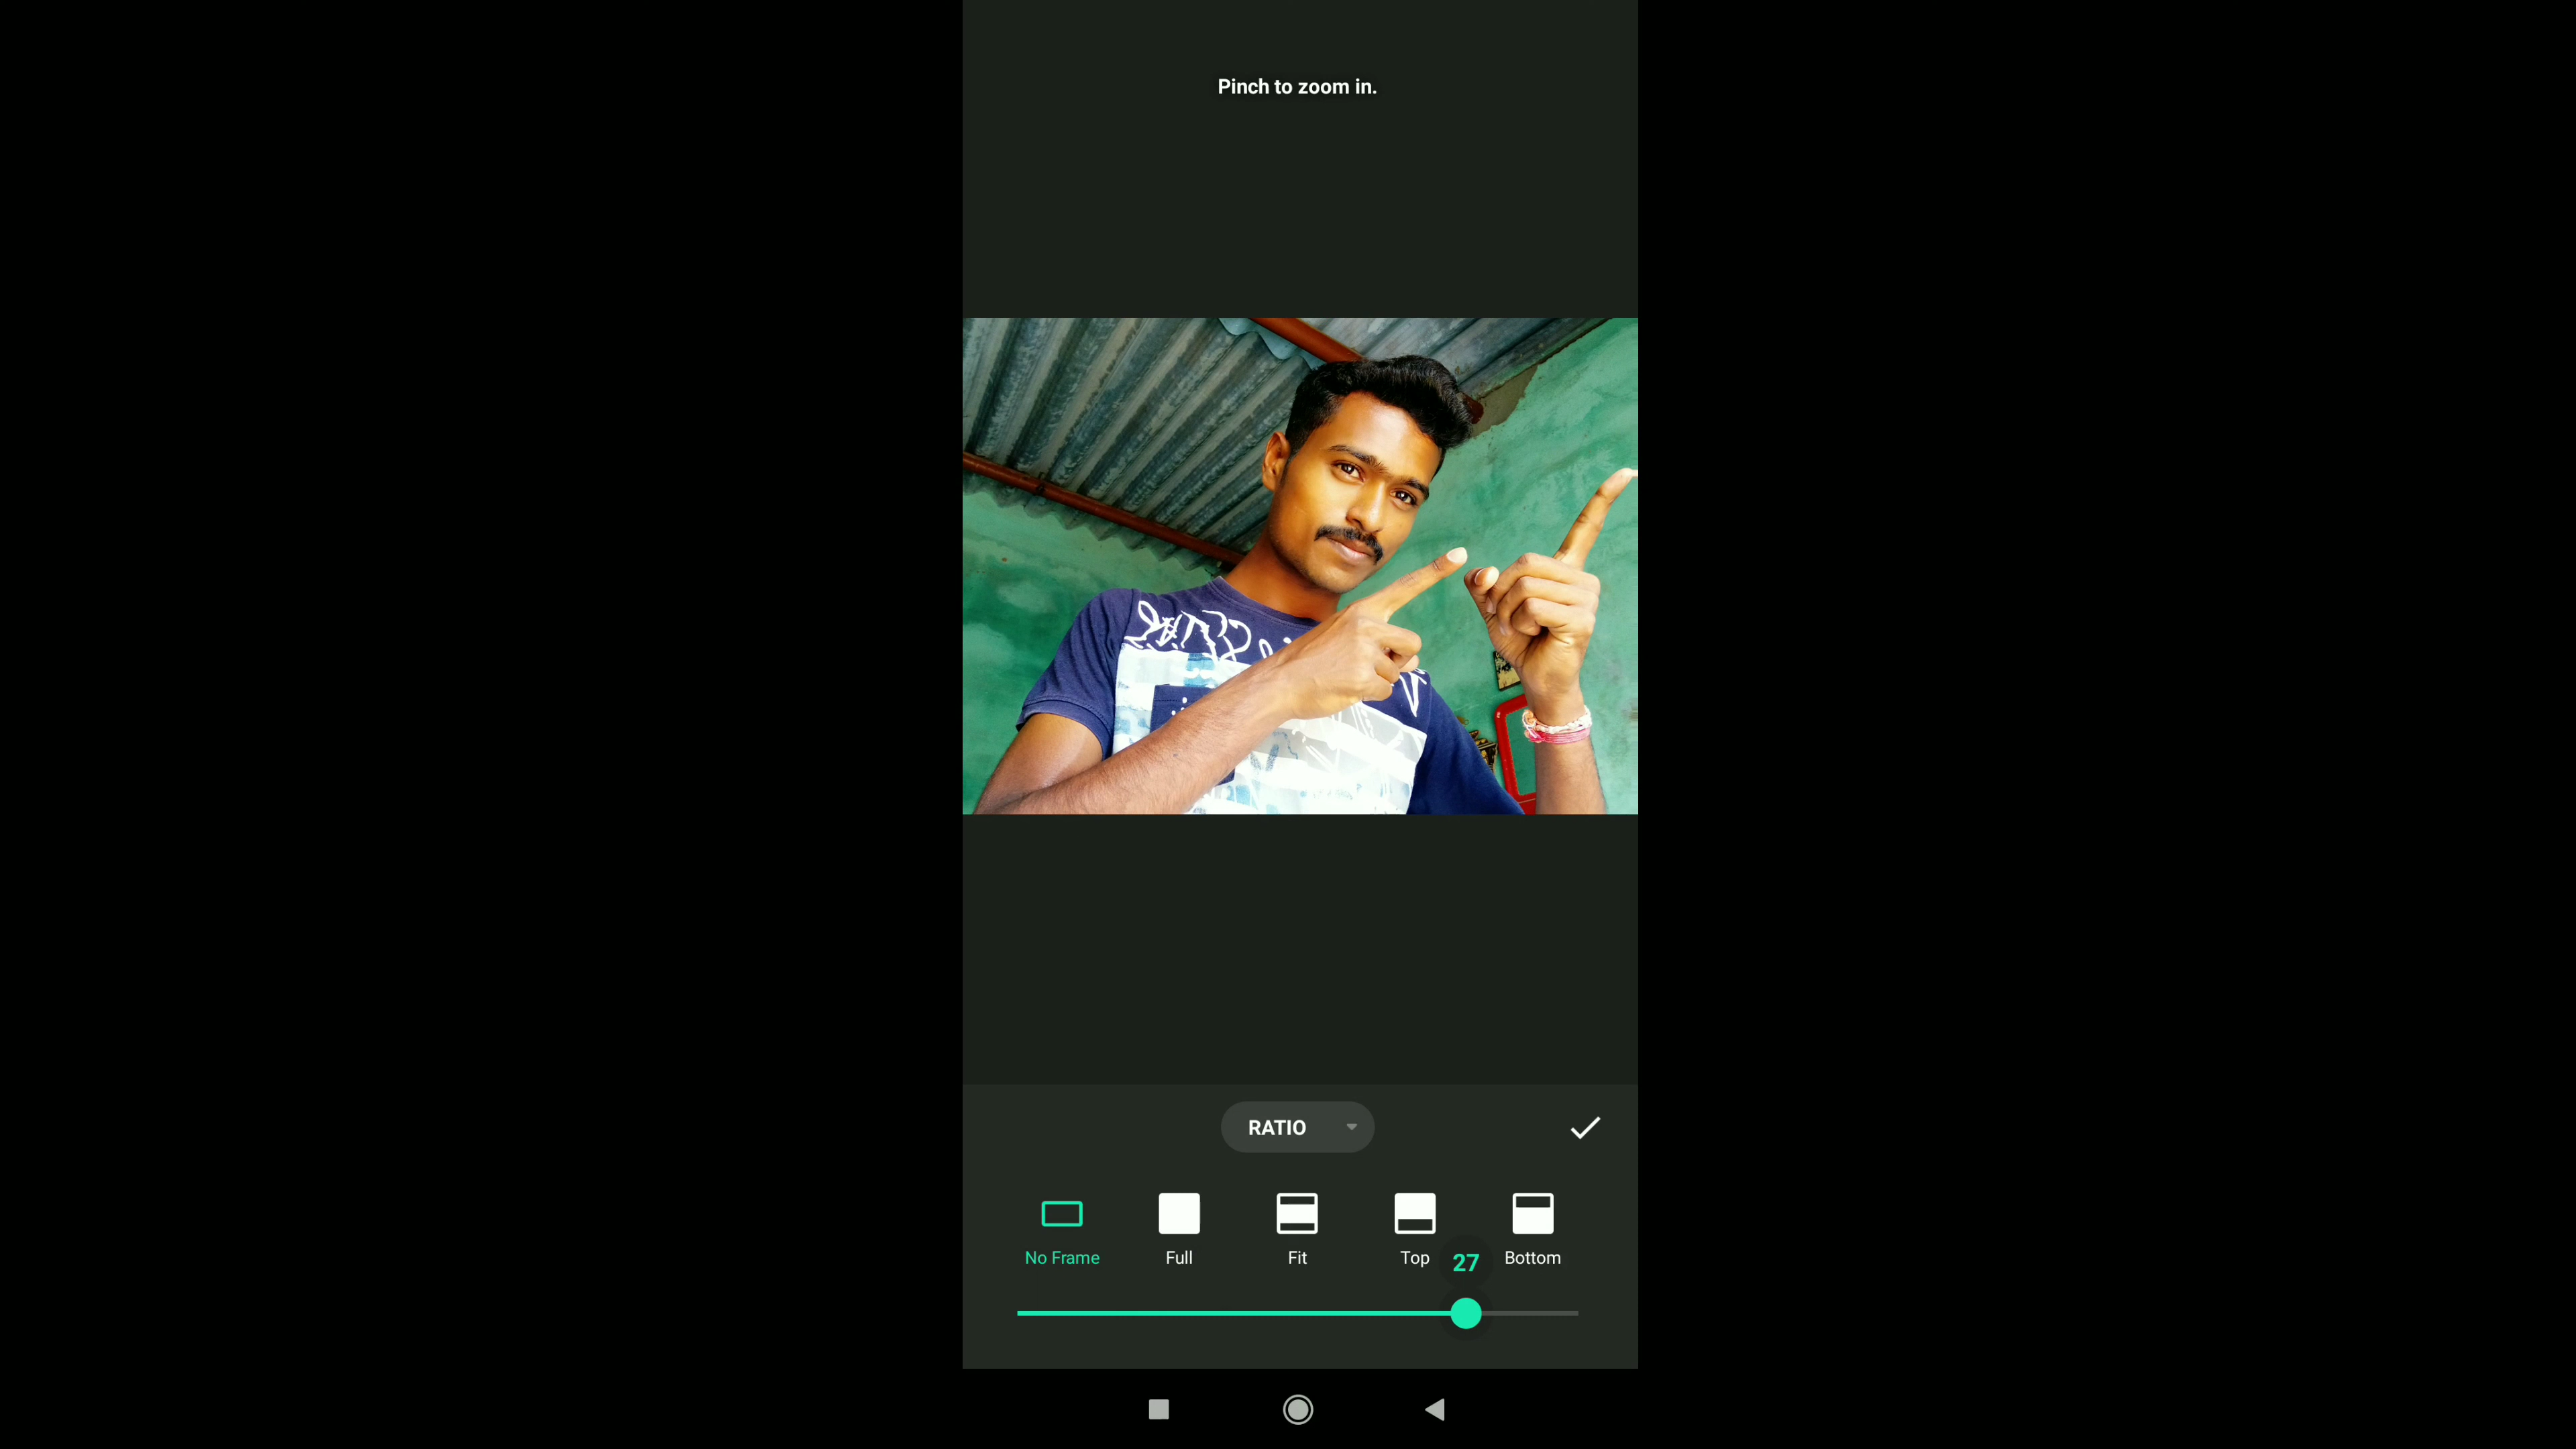 Pinch to zoom in.
RATIO
No Frame
Full
Fit
Top
Bottom
27